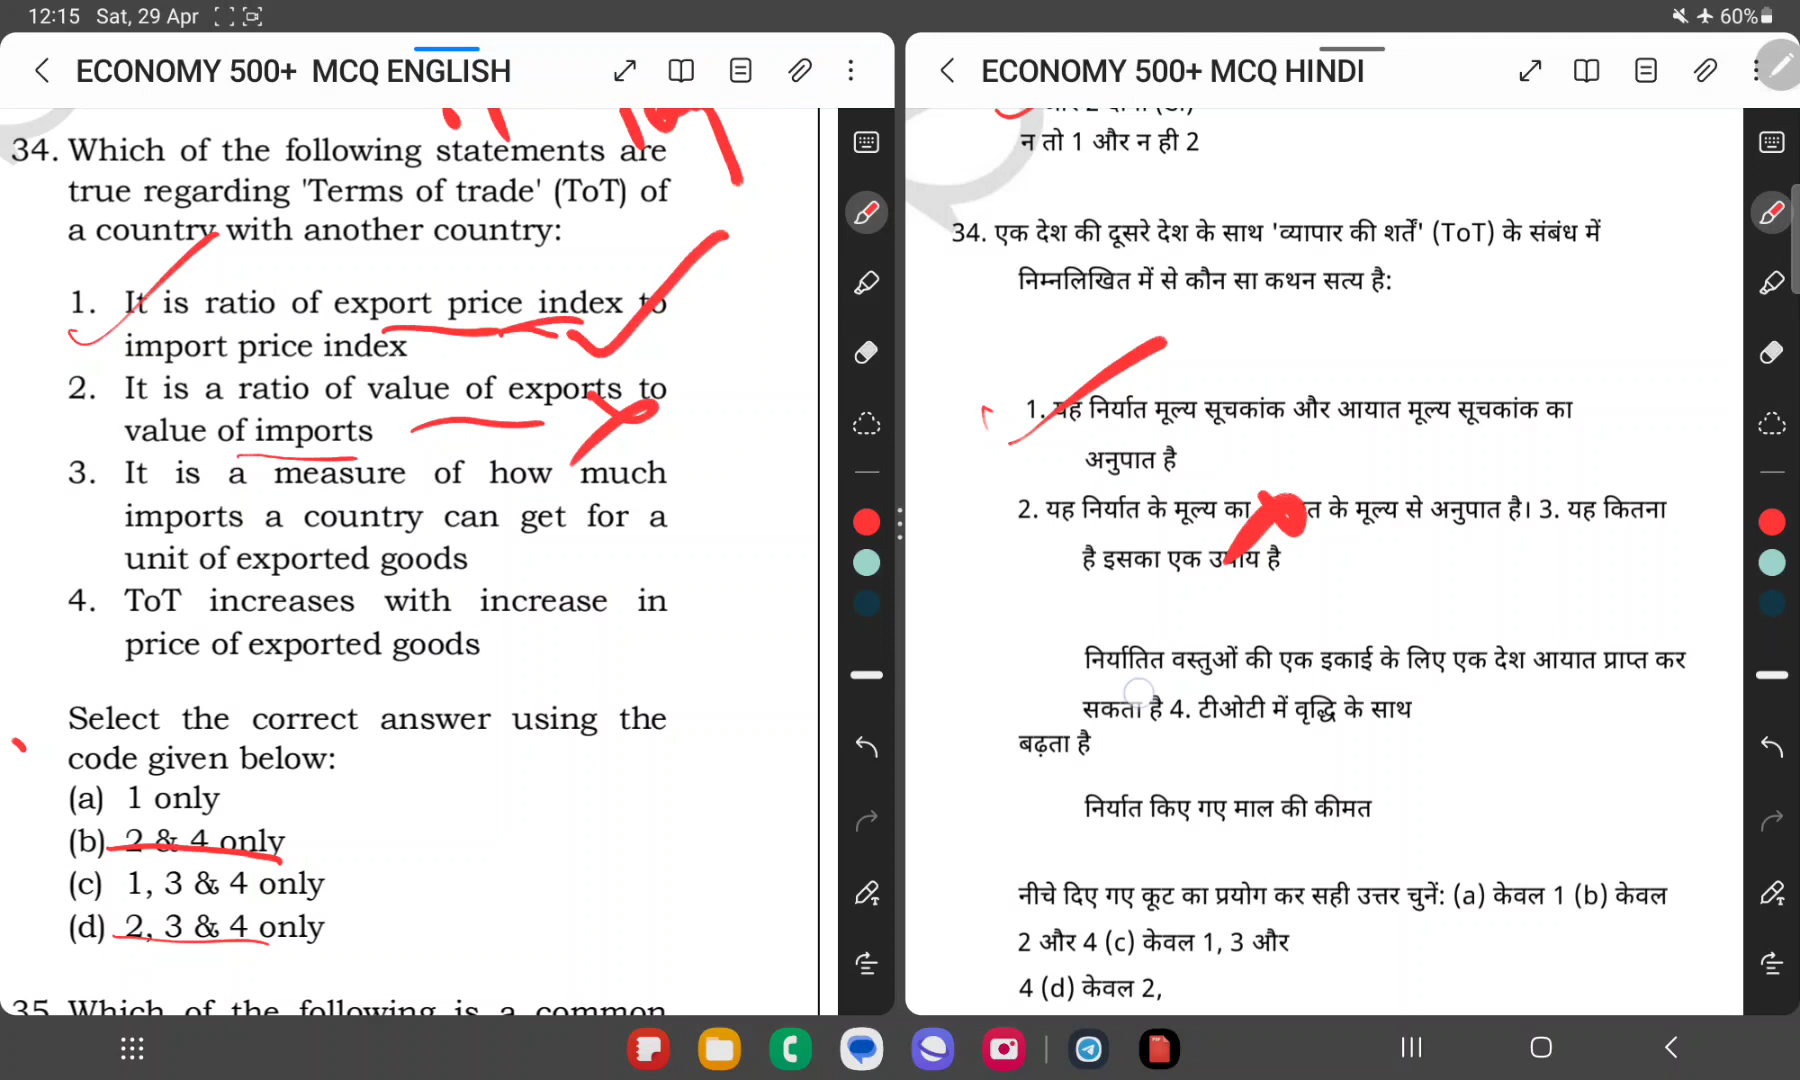 12:15 Sat, 29 Apr
60%
ECONOMY 500+ MCQ ENGLISH
34. Which of the following statements are
true regarding 'Terms of trade' (ToT) of
a country with another country:
1. It is ratio of export price index to
import price index
2. It is a ratio of value of exports to
value of imports
3. It is a measure of how much
imports a country can get for a
unit of exported goods
4. ToT increases with increase in
price of exported goods
Select the correct answer using the
code given below:
(a) 1 only
(b) 2 & 4 only
(c) 1, 3 & 4 only
(d) 2, 3 & 4 only
35. Which of the following is a common
ECONOMY 500+ MCQ HINDI
न तो 1 और न ही 2
34. एक देश की दूसरे देश के साथ 'व्यापार की शर्तें' (ToT) के संबंध में
निम्नलिखित में से कौन सा कथन सत्य है:
1. यह निर्यात मूल्य सूचकांक और आयात मूल्य सूचकांक का
अनुपात है
2. यह निर्यात के मूल्य का के मूल्य से अनुपात है। 3. यह कितना
है इसका एक उपाय है
निर्यातित वस्तुओं की एक इकाई के लिए एक देश आयात प्राप्त कर
सकता है 4. टीओटी में वृद्धि के साथ
बढ़ता है
निर्यात किए गए माल की कीमत
नीचे दिए गए कूट का प्रयोग कर सही उत्तर चुनें: (a) केवल 1 (b) केवल
2 और 4 (c) केवल 1, 3 और
4 (d) केवल 2,